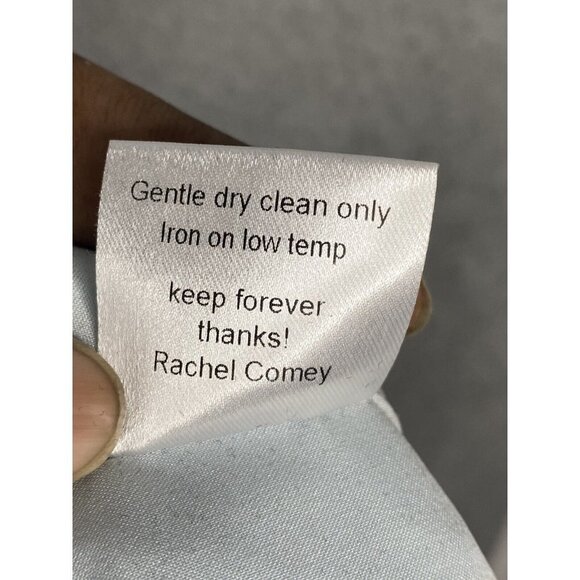 Gentle dry clean only
Iron on low temp
keep forever
thanks!
Rachel Comey